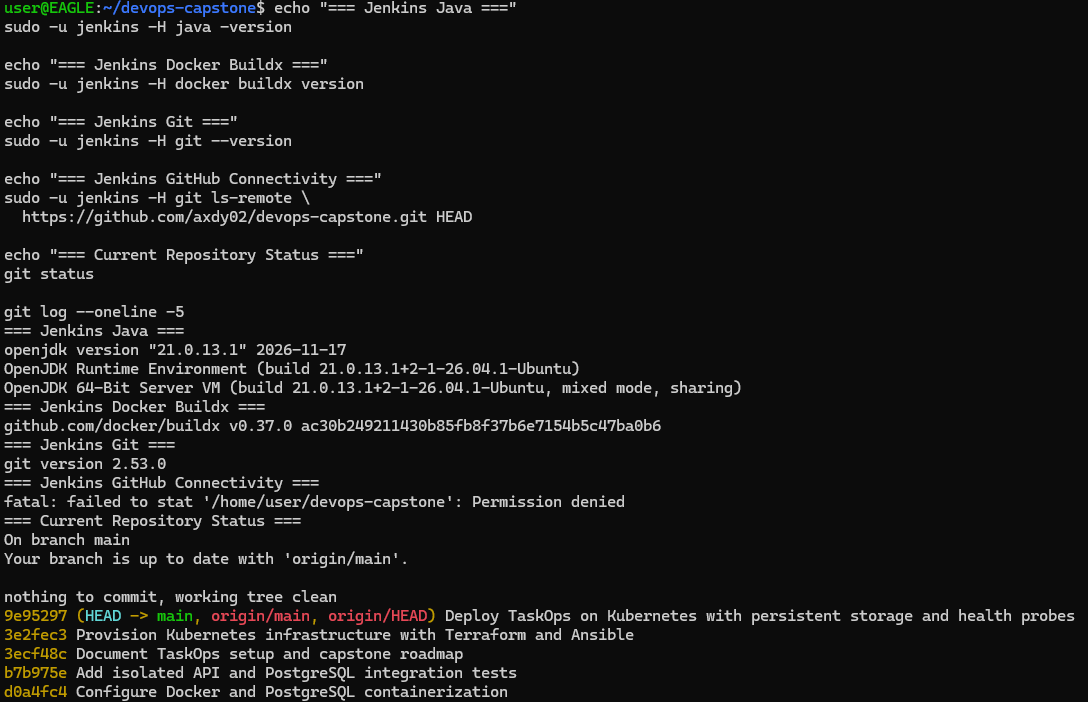 user@EAGLE:~/devops-capstone$ echo "=== Jenkins Java ==="
sudo -u jenkins -H java -version
echo "=== Jenkins Docker Buildx ==="
sudo -u jenkins -H docker buildx version
echo "=== Jenkins Git ==="
sudo -u jenkins -H git --version
echo "=== Jenkins GitHub Connectivity ==="
sudo -u jenkins -H git ls-remote \
  https://github.com/axdy02/devops-capstone.git HEAD
echo "=== Current Repository Status ==="
git status
git log --oneline -5
=== Jenkins Java ===
openjdk version "21.0.13.1" 2026-11-17
OpenJDK Runtime Environment (build 21.0.13.1+2-1-26.04.1-Ubuntu)
OpenJDK 64-Bit Server VM (build 21.0.13.1+2-1-26.04.1-Ubuntu, mixed mode, sharing)
=== Jenkins Docker Buildx ===
github.com/docker/buildx v0.37.0 ac30b249211430b85fb8f37b6e7154b5c47ba0b6
=== Jenkins Git ===
git version 2.53.0
=== Jenkins GitHub Connectivity ===
fatal: failed to stat '/home/user/devops-capstone': Permission denied
=== Current Repository Status ===
On branch main
Your branch is up to date with 'origin/main'.
nothing to commit, working tree clean
9e95297 (HEAD -> main, origin/main, origin/HEAD) Deploy TaskOps on Kubernetes with persistent storage and health probes
3e2fec3 Provision Kubernetes infrastructure with Terraform and Ansible
3ecf48c Document TaskOps setup and capstone roadmap
b7b975e Add isolated API and PostgreSQL integration tests
d0a4fc4 Configure Docker and PostgreSQL containerization